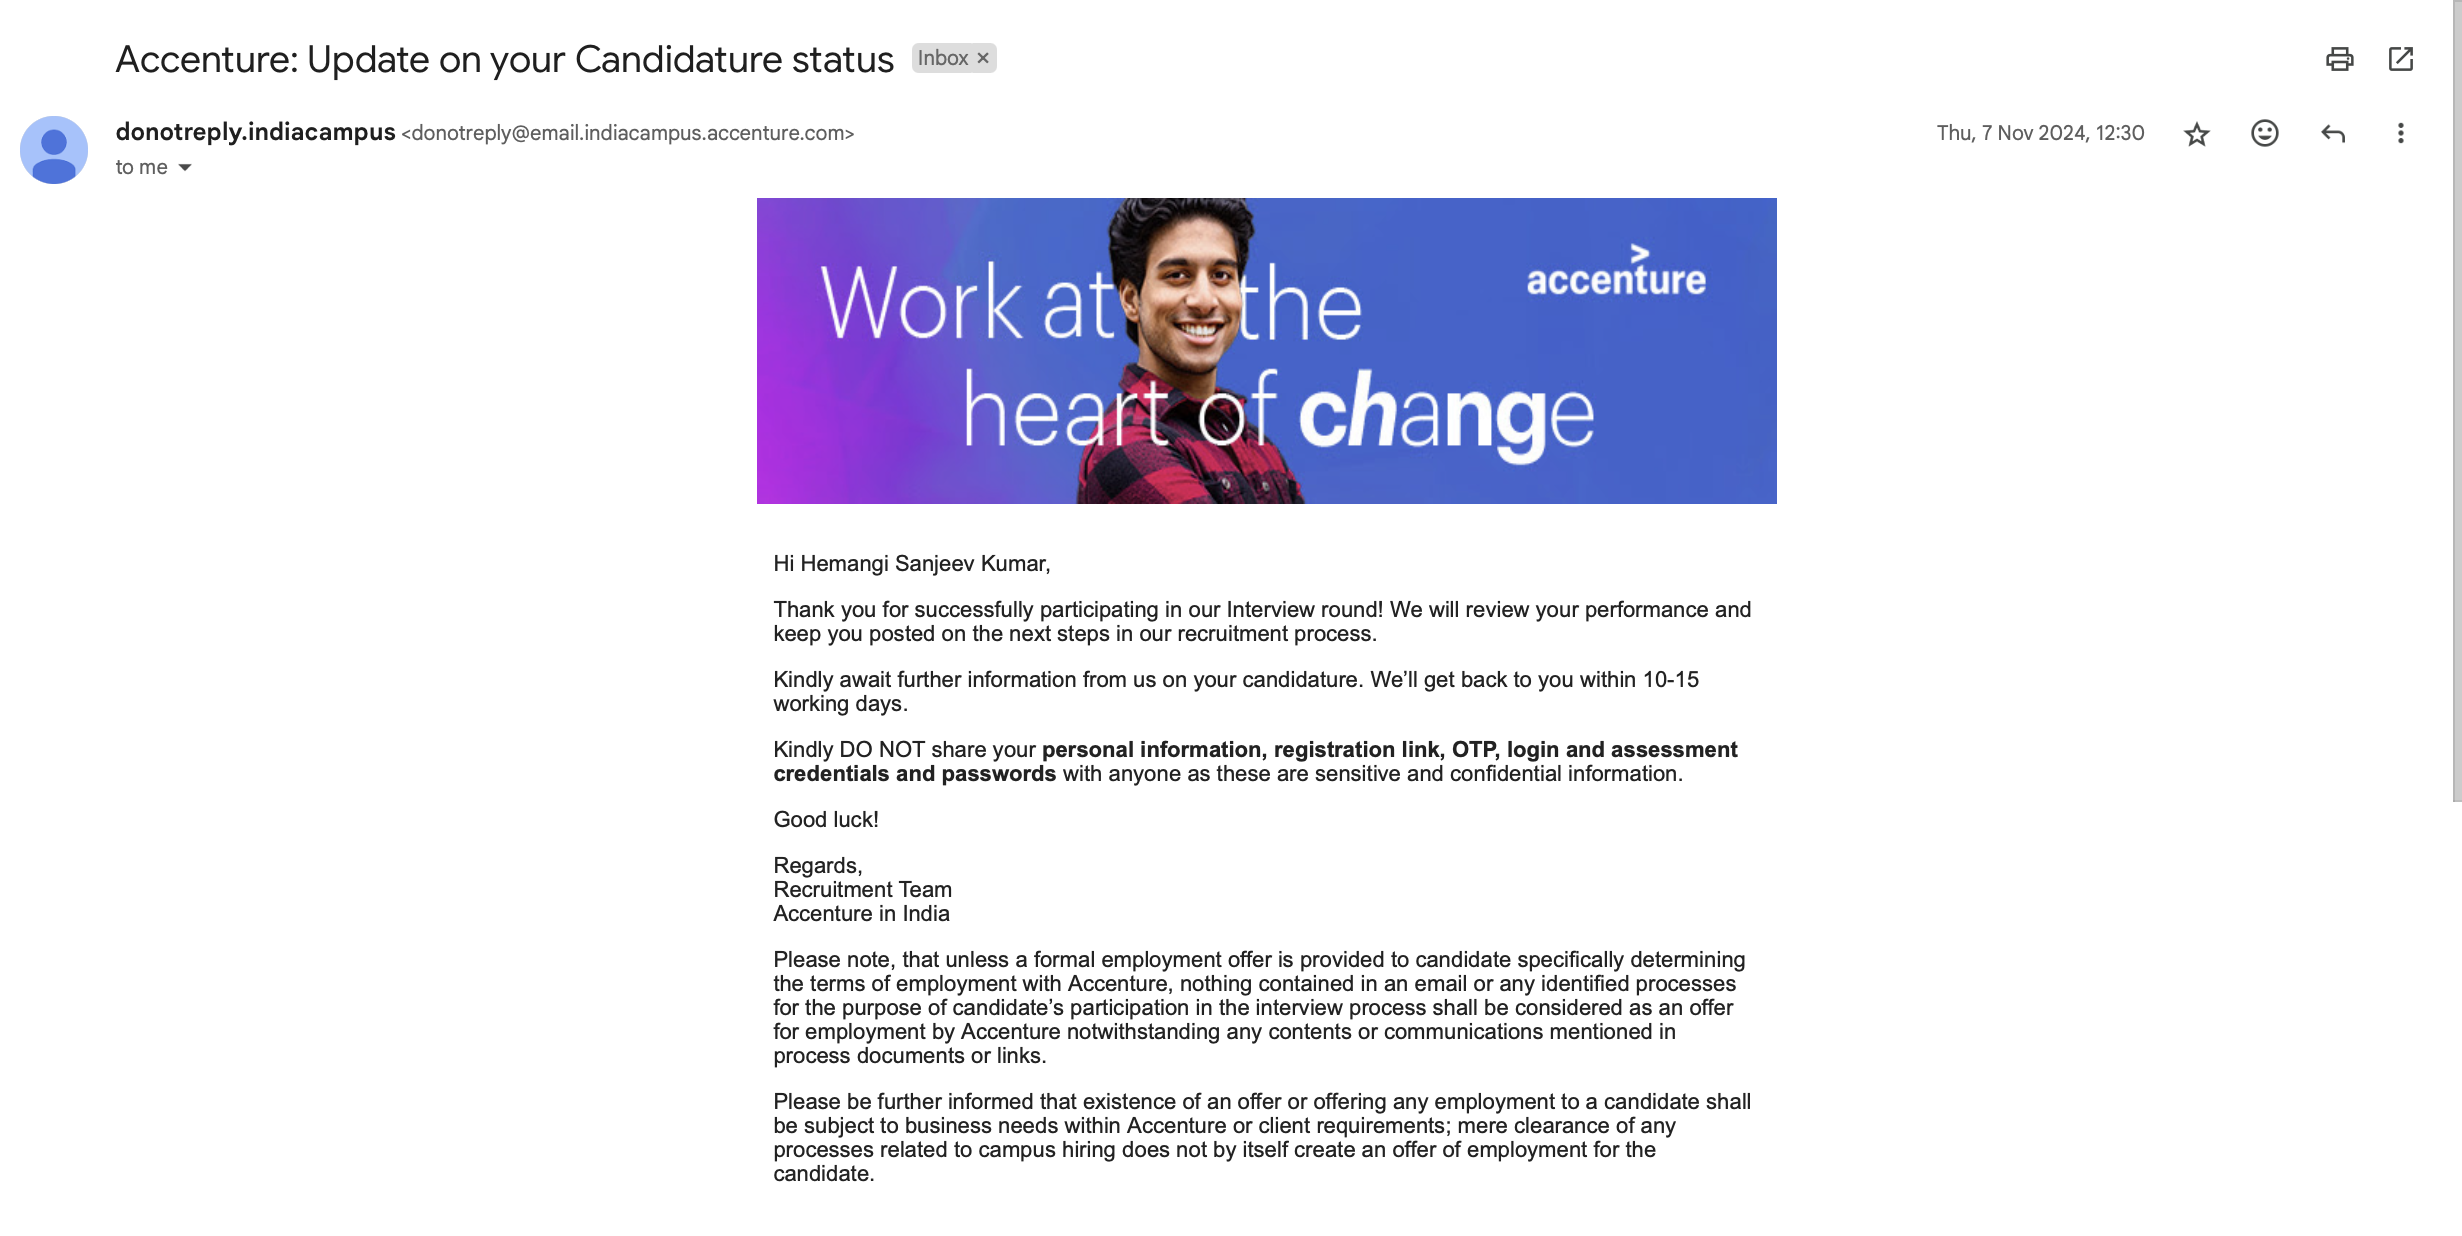 Accenture: Update on your Candidature status Inbox ×
donotreply.indiacampus <donotreply@email.indiacampus.accenture.com> Thu, 7 Nov 2024, 12:30
to me
Work at the
heart of change
>
accenture
Hi Hemangi Sanjeev Kumar,
Thank you for successfully participating in our Interview round! We will review your performance and
keep you posted on the next steps in our recruitment process.
Kindly await further information from us on your candidature. We’ll get back to you within 10-15
working days.
Kindly DO NOT share your personal information, registration link, OTP, login and assessment
credentials and passwords with anyone as these are sensitive and confidential information.
Good luck!
Regards,
Recruitment Team
Accenture in India
Please note, that unless a formal employment offer is provided to candidate specifically determining
the terms of employment with Accenture, nothing contained in an email or any identified processes
for the purpose of candidate’s participation in the interview process shall be considered as an offer
for employment by Accenture notwithstanding any contents or communications mentioned in
process documents or links.
Please be further informed that existence of an offer or offering any employment to a candidate shall
be subject to business needs within Accenture or client requirements; mere clearance of any
processes related to campus hiring does not by itself create an offer of employment for the
candidate.